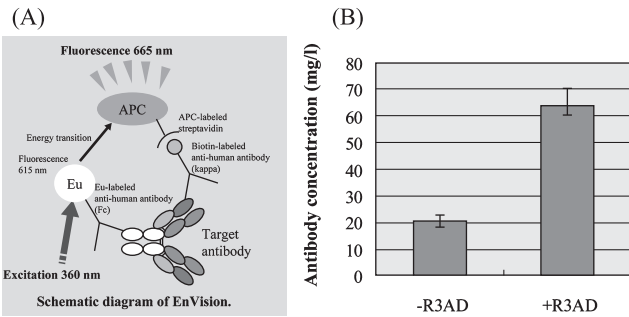 (A)
Fluorescence 665 nm
APC
APC-labeled
streptavidin
Energy transition
Biotin-labeled
anti-human antibody
(kappa)
Fluorescence
615 nm
Eu
Eu-labeled
anti-human antibody
(Fc)
Target
antibody
Excitation 360 nm
Schematic diagram of EnVision.
(B)
Antibody concentration (mg/l)
80
70
60
50
40
30
20
10
0
-R3AD
+R3AD